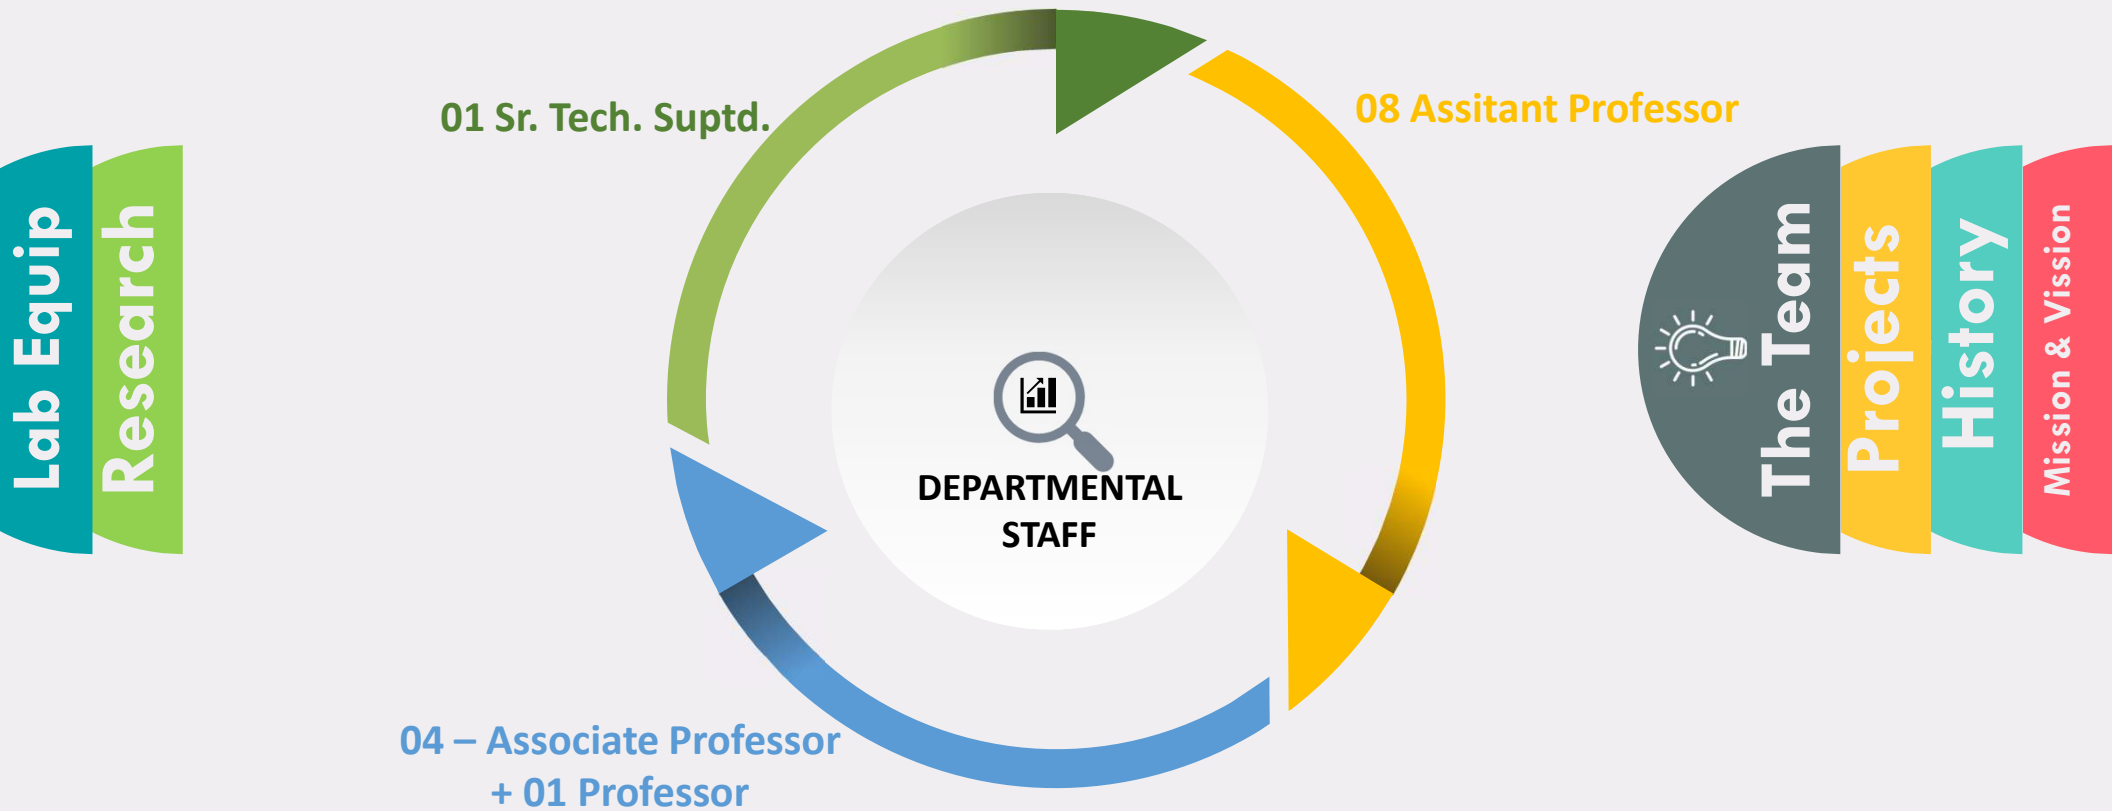 Lab Equip
Research
01 Sr. Tech. Suptd.
08 Assitant Professor
DEPARTMENTAL
STAFF
04 – Associate Professor
+ 01 Professor
The Team
Projects
History
Mission & Vission